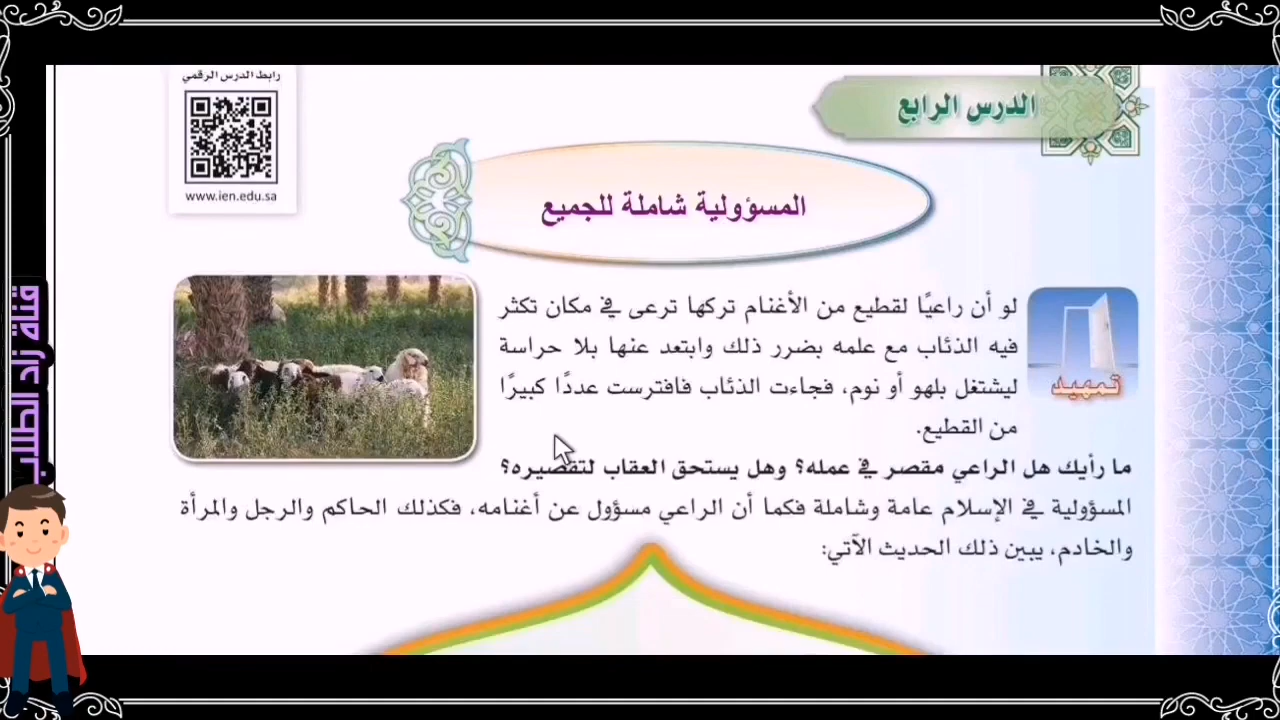 رابط الدرس الرقمي
www.ien.edu.sa
الدرس الرابع
المسؤولية شاملة للجميع
تمهيد
لو أن راعيًا لقطيع من الأغنام تركها ترعى في مكان تكثر
فيه الذئاب مع علمه بضرر ذلك وابتعد عنها بلا حراسة
ليشتغل بلهو أو نوم، فجاءت الذئاب فافترست عددًا كبيرًا
من القطيع.
ما رأيك هل الراعي مقصر في عمله؟ وهل يستحق العقاب لتقصيره؟
المسؤولية في الإسلام عامة وشاملة فكما أن الراعي مسؤول عن أغنامه، فكذلك الحاكم والرجل والمرأة
والخادم، يبين ذلك الحديث الآتي:
قناة زاد الطلاب